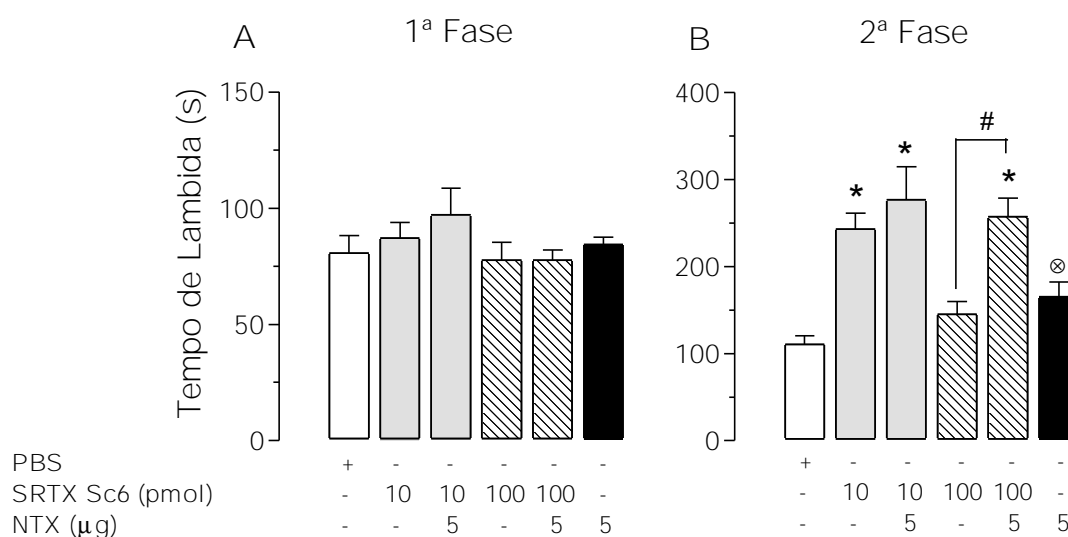 A
1ª Fase
B
2ª Fase
Tempo de Lambida (s)
150
100
50
0
400
300
200
100
0
*
*
#
*
⊗
PBS + - - - - - + - - - - -
SRTX Sc6 (pmol) - 10 10 100 100 - - 10 10 100 100 -
NTX (μg) - - 5 - 5 5 - - 5 - 5 5